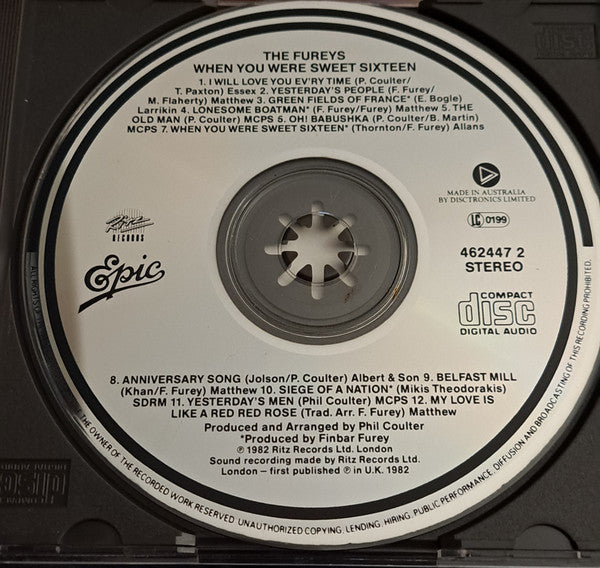 THE FUREYS
WHEN YOU WERE SWEET SIXTEEN
1. I WILL LOVE YOU EV'RY TIME (P. Coulter/
T. Paxton) Essex 2. YESTERDAY'S PEOPLE (F. Furey/
M. Flaherty) Matthew 3. GREEN FIELDS OF FRANCE* (E. Bogle)
Larrikin 4. LONESOME BOATMAN* (F. Furey/Furey) Matthew 5. THE
OLD MAN (P. Coulter) MCPS 6. OH! BABUSHKA (P. Coulter/B. Martin)
MCPS 7. WHEN YOU WERE SWEET SIXTEEN* (Thornton/F. Furey) Allans
MADE IN AUSTRALIA
BY DISCTRONICS LIMITED
LC 0199
Ritz
RECORDS
Epic
462447 2
STEREO
COMPACT
disc
DIGITAL AUDIO
8. ANNIVERSARY SONG (Jolson/P. Coulter) Albert & Son 9. BELFAST MILL
(Khan/F. Furey) Matthew 10. SIEGE OF A NATION* (Mikis Theodorakis)
SDRM 11. YESTERDAY'S MEN (Phil Coulter) MCPS 12. MY LOVE IS
LIKE A RED RED ROSE (Trad. Arr. F. Furey) Matthew
Produced and Arranged by Phil Coulter
*Produced by Finbar Furey
℗ 1982 Ritz Records Ltd. London
Sound recording made by Ritz Records Ltd.
London – first published ℗ in U.K. 1982
ALL RIGHTS OF THE OWNER OF THE RECORDED WORK RESERVED. UNAUTHORIZED COPYING, LENDING, HIRING, PUBLIC PERFORMANCE, DIFFUSION AND BROADCASTING OF THIS RECORDING PROHIBITED.